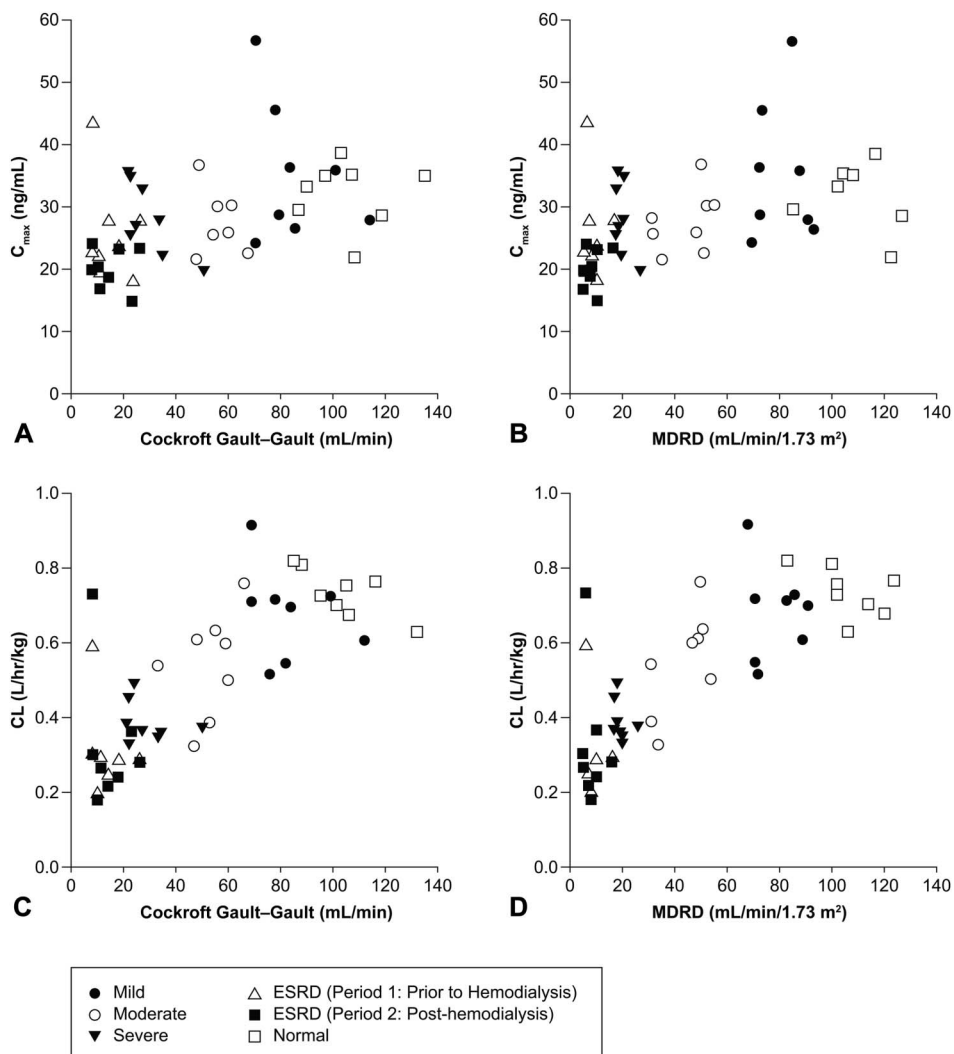 60
50
40
30
20
10
0
C_max (ng/mL)
0 20 40 60 80 100 120 140
A Cockroft Gault–Gault (mL/min)
60
50
40
30
20
10
0
C_max (ng/mL)
0 20 40 60 80 100 120 140
B MDRD (mL/min/1.73 m²)
1.0
0.8
0.6
0.4
0.2
0.0
CL (L/hr/kg)
0 20 40 60 80 100 120 140
C Cockroft Gault–Gault (mL/min)
1.0
0.8
0.6
0.4
0.2
0.0
CL (L/hr/kg)
0 20 40 60 80 100 120 140
D MDRD (mL/min/1.73 m²)
Mild
Moderate
Severe
ESRD (Period 1: Prior to Hemodialysis)
ESRD (Period 2: Post-hemodialysis)
Normal